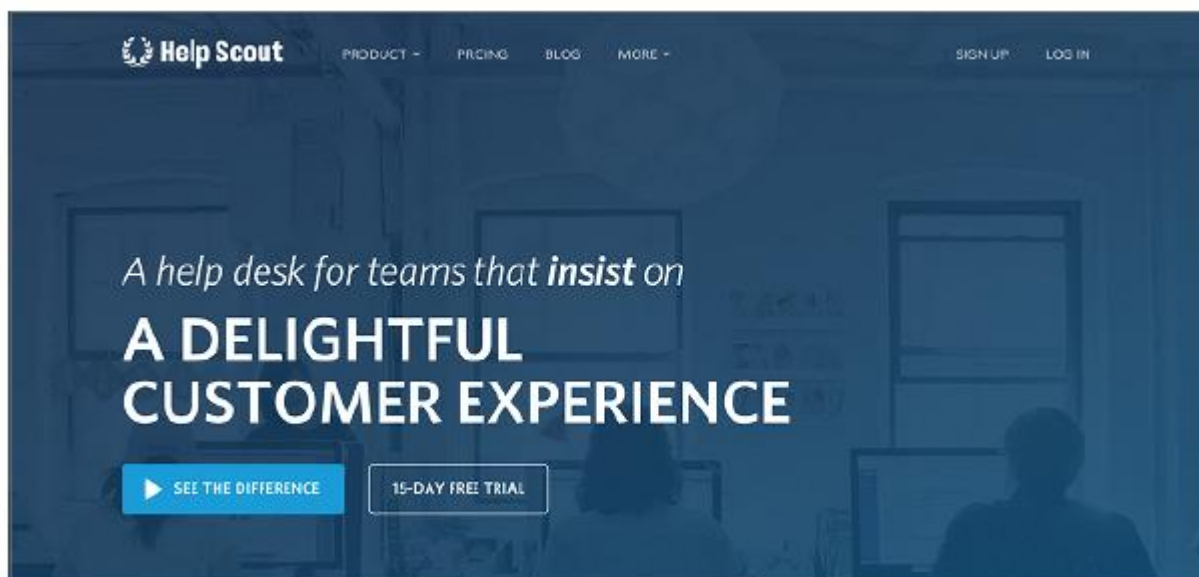 Help Scout PRODUCT PRICING BLOG MORE SIGN UP LOG IN
A help desk for teams that insist on
A DELIGHTFUL
CUSTOMER EXPERIENCE
SEE THE DIFFERENCE 15-DAY FREE TRIAL